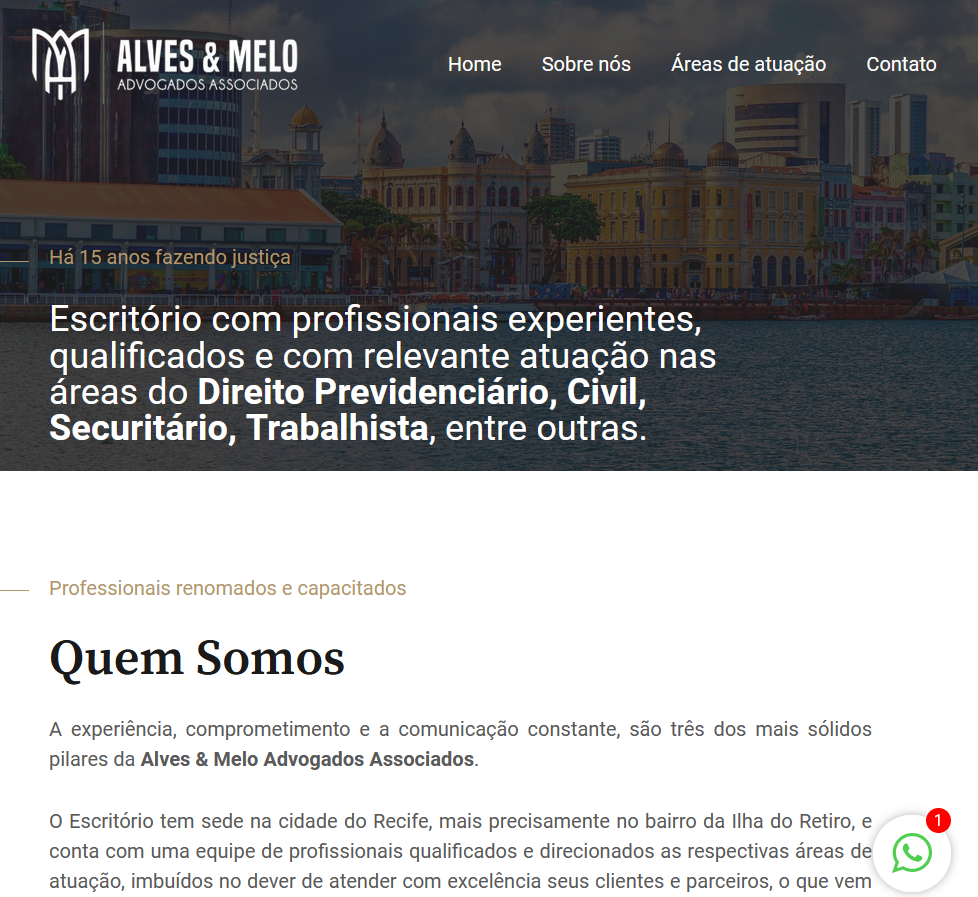 ALVES & MELO
ADVOGADOS ASSOCIADOS
Home Sobre nós Áreas de atuação Contato
Há 15 anos fazendo justiça
Escritório com profissionais experientes,
qualificados e com relevante atuação nas
áreas do Direito Previdenciário, Civil,
Securitário, Trabalhista, entre outras.
Professionais renomados e capacitados
Quem Somos
A experiência, comprometimento e a comunicação constante, são três dos mais sólidos
pilares da Alves & Melo Advogados Associados.
O Escritório tem sede na cidade do Recife, mais precisamente no bairro da Ilha do Retiro, e
conta com uma equipe de profissionais qualificados e direcionados as respectivas áreas de
atuação, imbuídos no dever de atender com excelência seus clientes e parceiros, o que vem
1